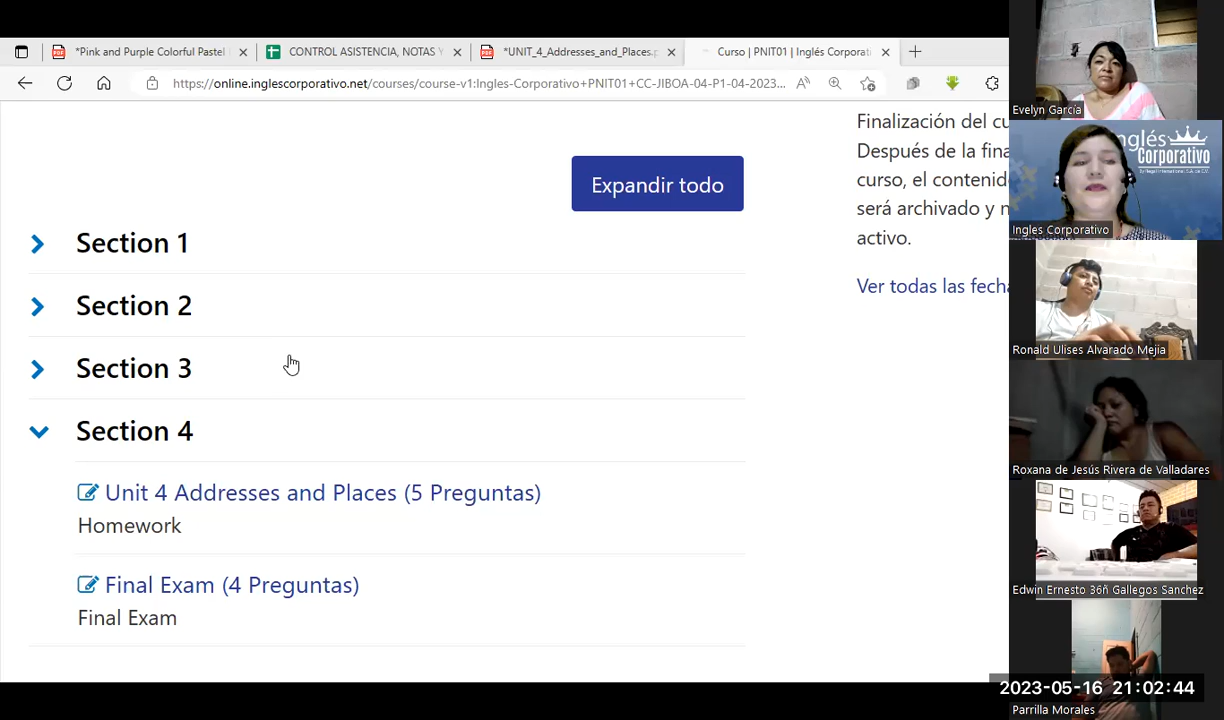 *Pink and Purple Colorful Pastel
CONTROL ASISTENCIA, NOTAS Y
*UNIT_4_Addresses_and_Places.p
Curso | PNIT01 | Inglés Corporati
https://online.inglescorporativo.net/courses/course-v1:Ingles-Corporativo+PNIT01+CC-JIBOA-04-P1-04-2023...
Expandir todo
Section 1
Section 2
Section 3
Section 4
Unit 4 Addresses and Places (5 Preguntas)
Homework
Final Exam (4 Preguntas)
Final Exam
Finalización del cu
Después de la fina
curso, el contenid
será archivado y n
activo.
Ver todas las fecha
Evelyn García
Inglés
Corporativo
Ingles Corporativo
Ronald Ulises Alvarado Mejia
Roxana de Jesús Rivera de Valladares
Edwin Ernesto 36ñ Gallegos Sanchez
2023-05-16 21:02:44
Parrilla Morales